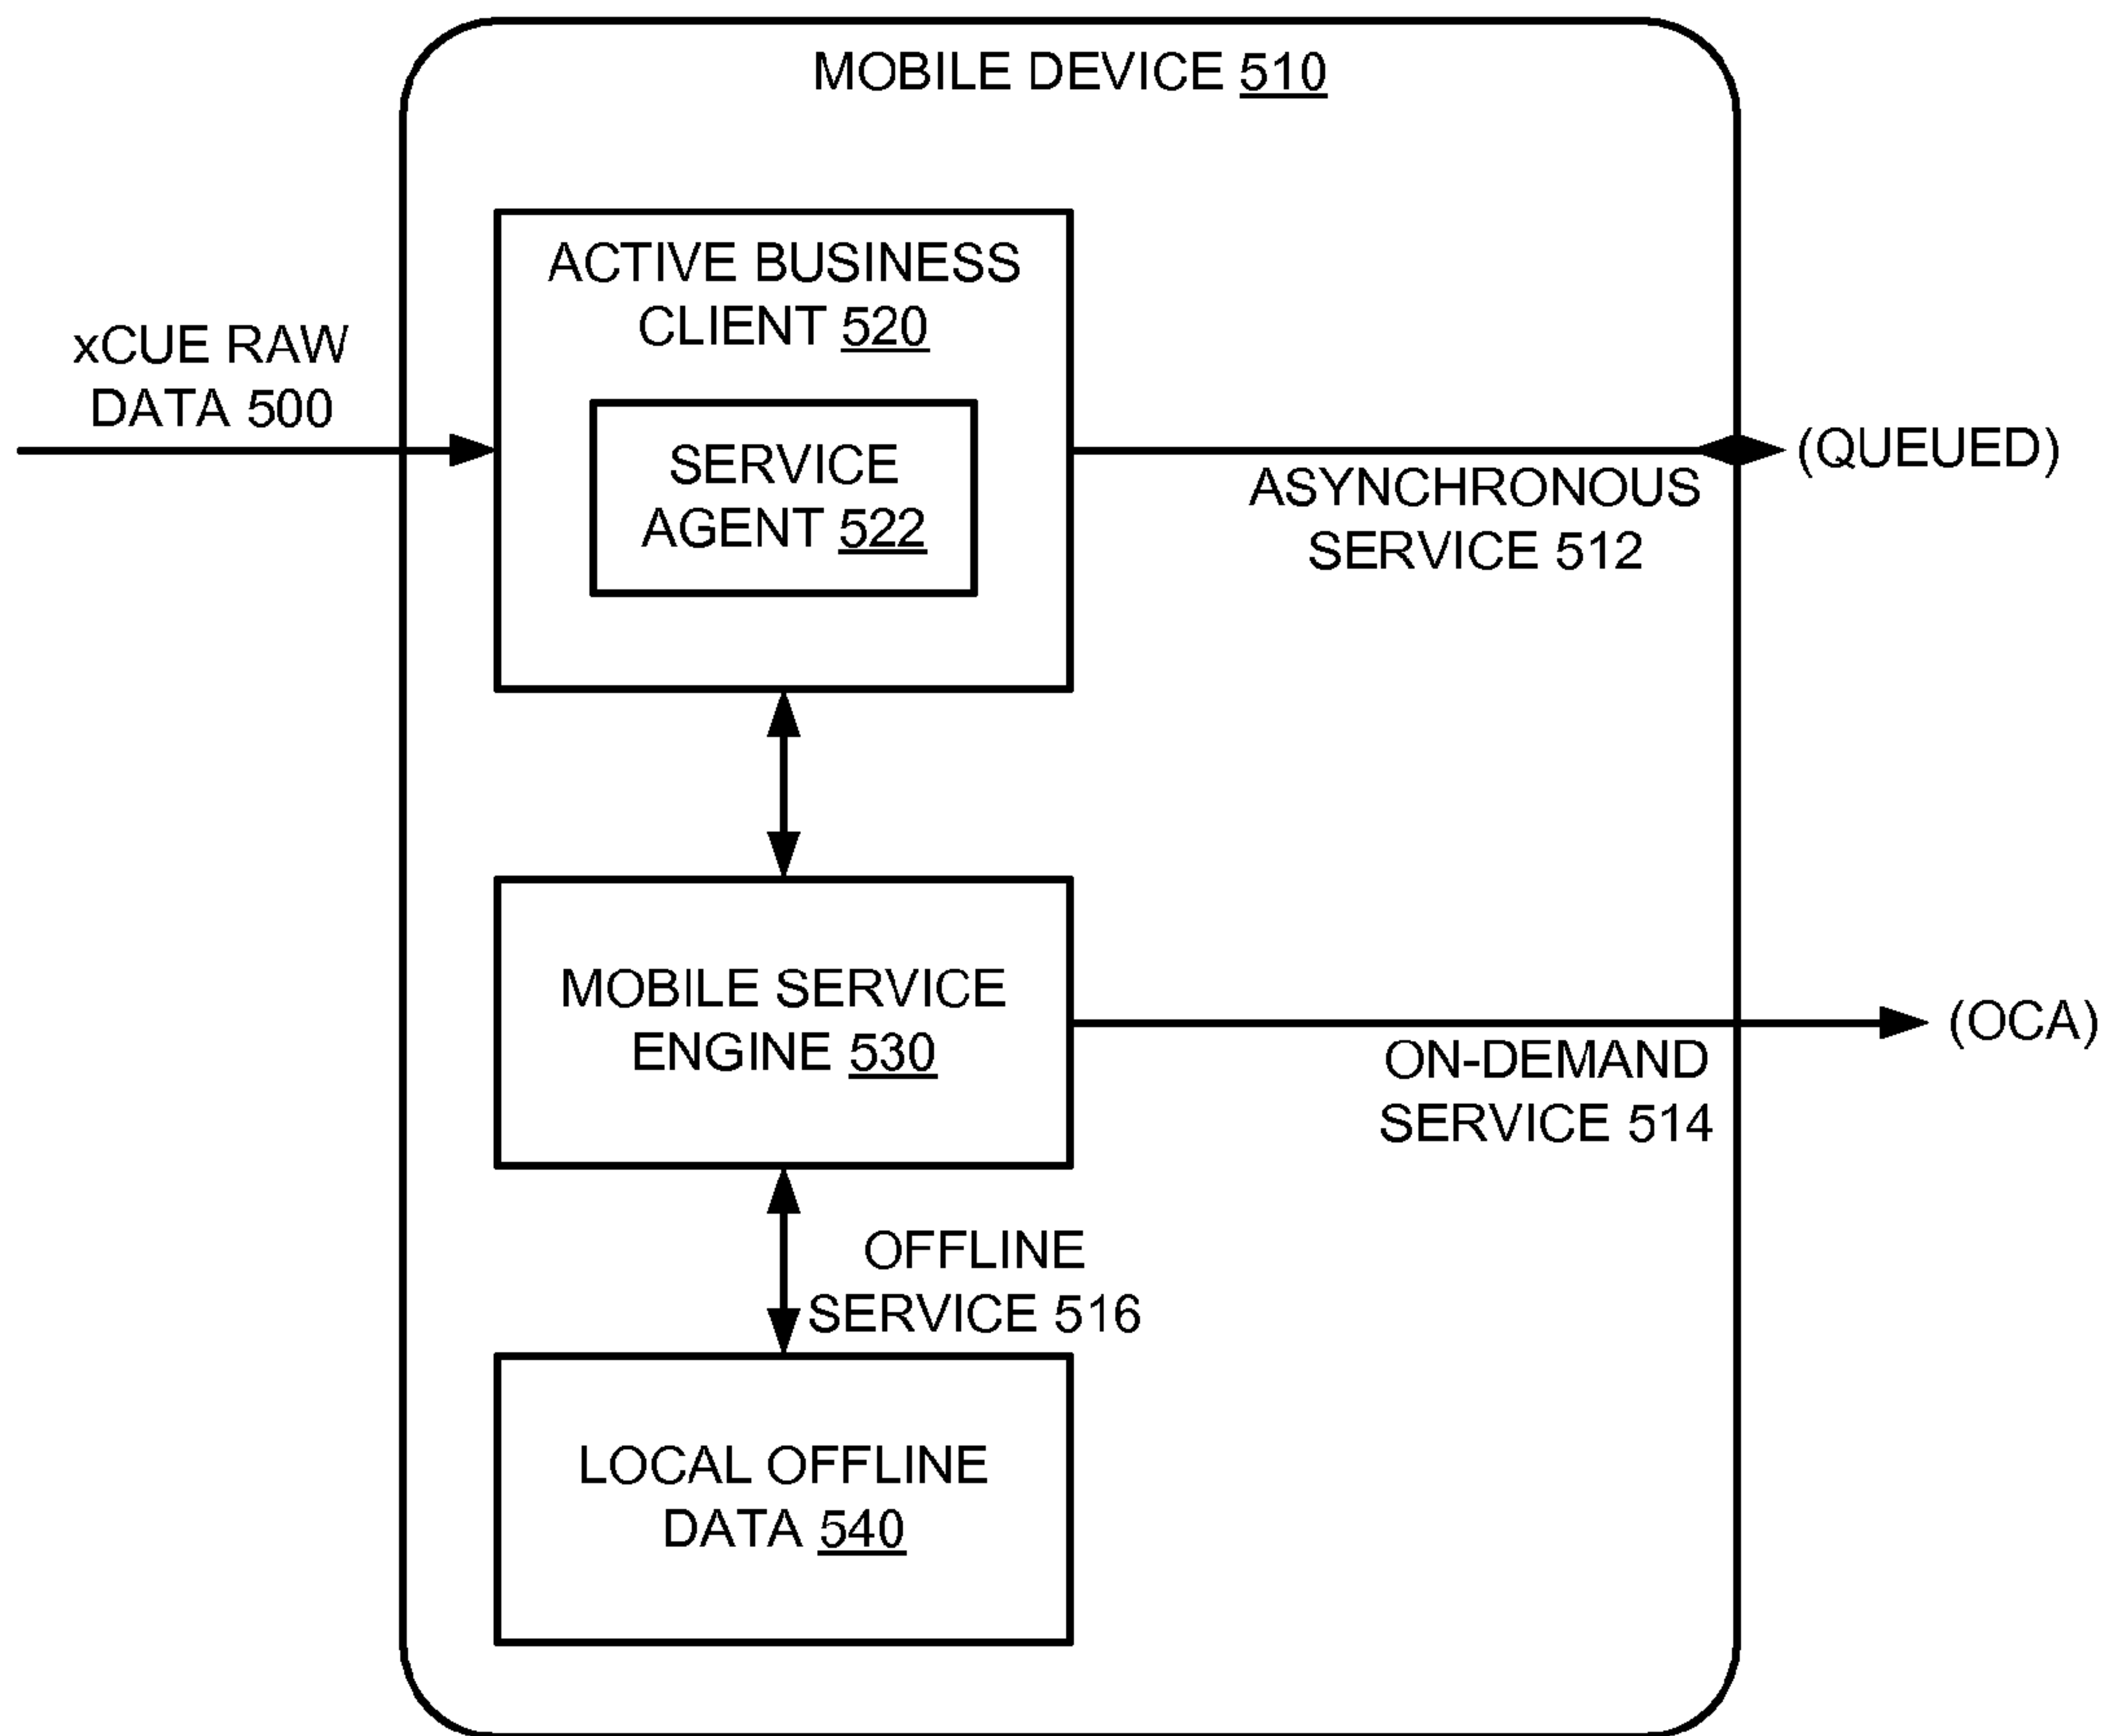 MOBILE DEVICE 510
ACTIVE BUSINESS
CLIENT 520
xCUE RAW
DATA 500
SERVICE
AGENT 522
(QUEUED)
ASYNCHRONOUS
SERVICE 512
MOBILE SERVICE
ENGINE 530
(OCA)
ON-DEMAND
SERVICE 514
OFFLINE
SERVICE 516
LOCAL OFFLINE
DATA 540